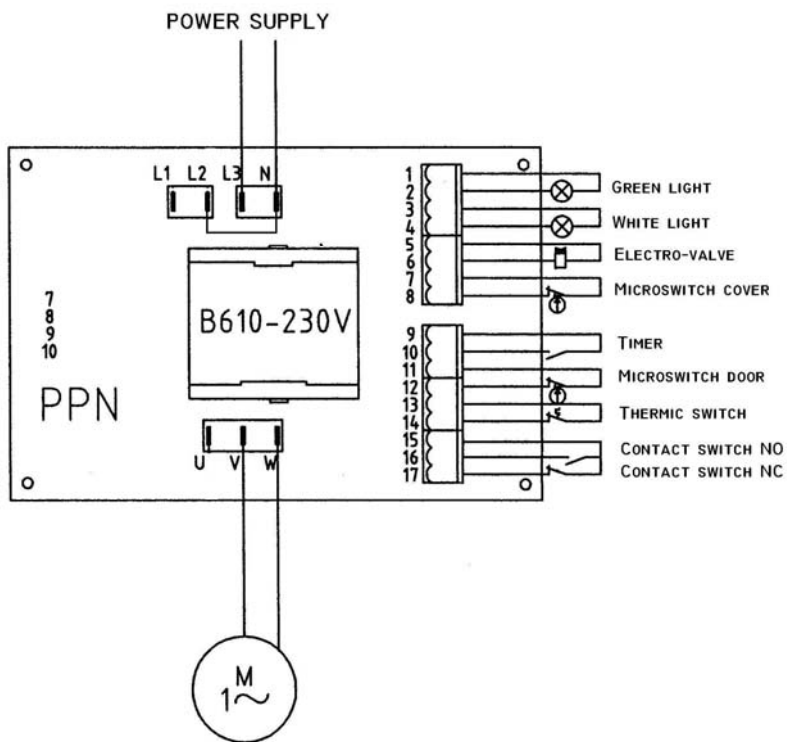 POWER SUPPLY
L1 L2 L3 N
1
2
3
4
5
6
7
8
GREEN LIGHT
WHITE LIGHT
ELECTRO-VALVE
MICROSWITCH COVER
B610-230V
7
8
9
10
PPN
9
10
11
12
13
14
15
16
17
TIMER
MICROSWITCH DOOR
THERMIC SWITCH
CONTACT SWITCH NO
CONTACT SWITCH NC
U V W
M
1~